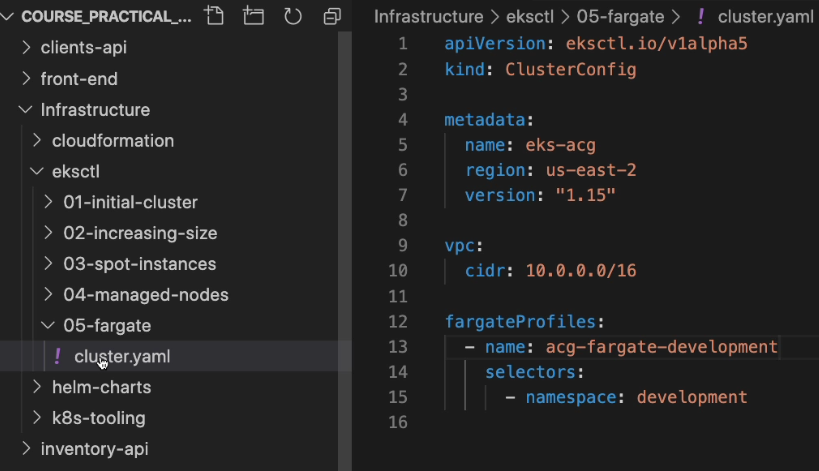 COURSE_PRACTICAL_...
clients-api
front-end
Infrastructure
cloudformation
eksctl
01-initial-cluster
02-increasing-size
03-spot-instances
04-managed-nodes
05-fargate
! cluster.yaml
helm-charts
k8s-tooling
inventory-api
Infrastructure > eksctl > 05-fargate > ! cluster.yaml
1 apiVersion: eksctl.io/v1alpha5
2 kind: ClusterConfig
3
4 metadata:
5 name: eks-acg
6 region: us-east-2
7 version: "1.15"
8
9 vpc:
10 cidr: 10.0.0.0/16
11
12 fargateProfiles:
13 - name: acg-fargate-development
14 selectors:
15 - namespace: development
16